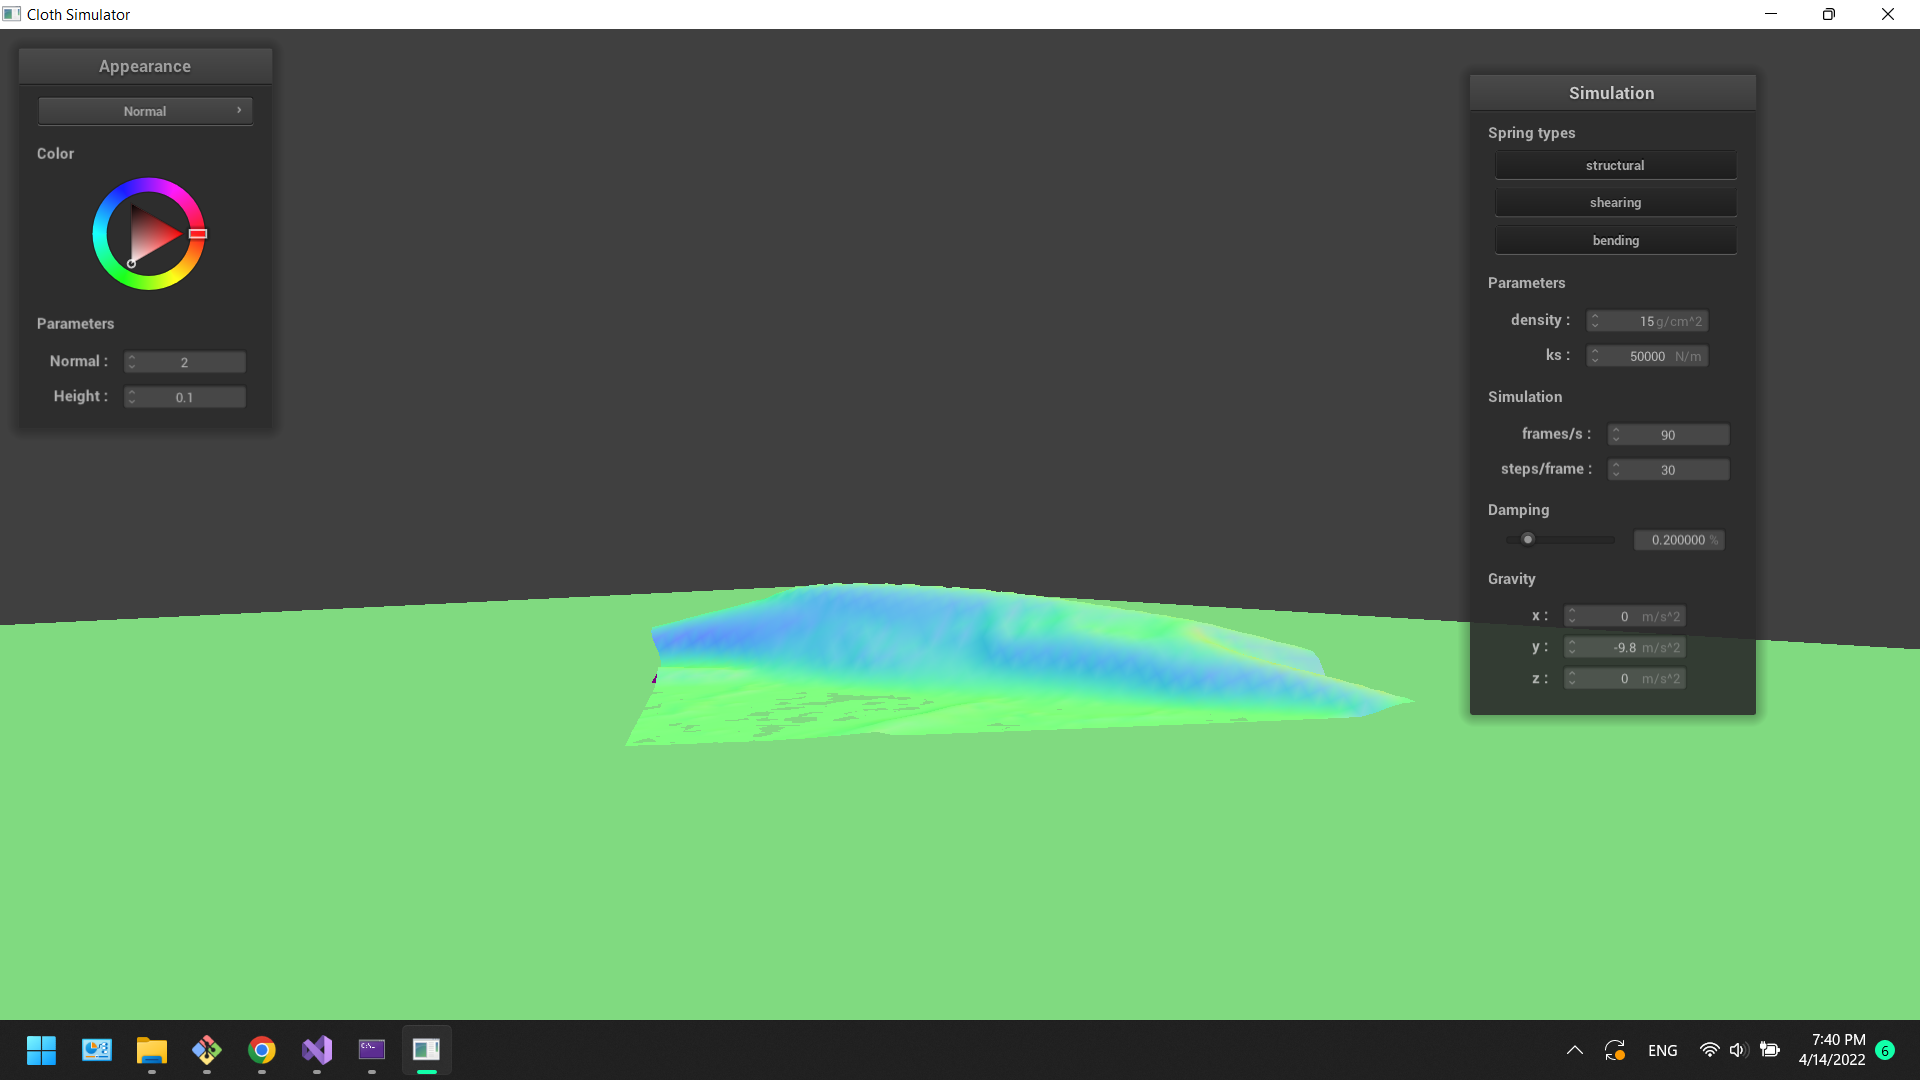 Cloth Simulator
Appearance
Normal
Color
Parameters
Normal : 2
Height : 0.1
Simulation
Spring types
structural
shearing
bending
Parameters
density : 15 g/cm^2
ks : 50000 N/m
Simulation
frames/s : 90
steps/frame : 30
Damping
0.200000 %
Gravity
x : 0 m/s^2
y : -9.8 m/s^2
z : 0 m/s^2
ENG
7:40 PM
4/14/2022
6